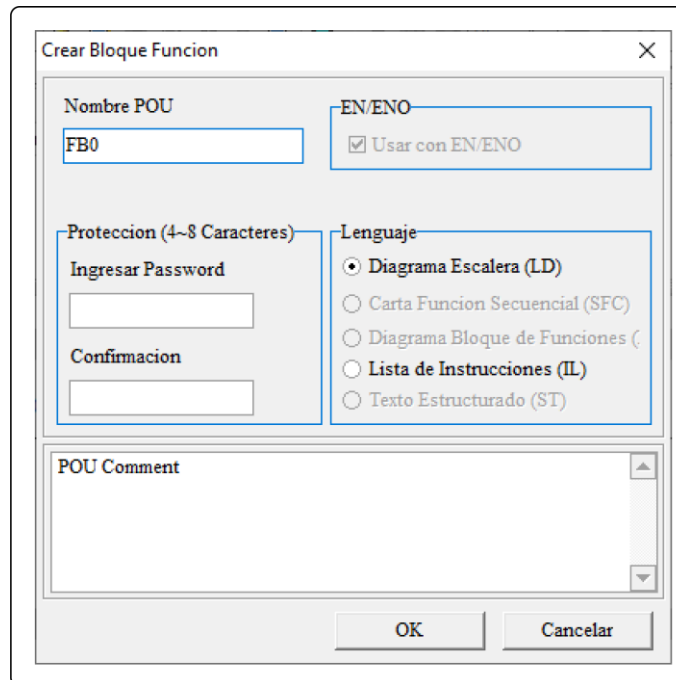 Crear Bloque Funcion
Nombre POU
FB0
EN/ENO
Usar con EN/ENO
Proteccion (4~8 Caracteres)
Ingresar Password
Confirmacion
Lenguaje
Diagrama Escalera (LD)
Carta Funcion Secuencial (SFC)
Diagrama Bloque de Funciones (
Lista de Instrucciones (IL)
Texto Estructurado (ST)
POU Comment
OK
Cancelar